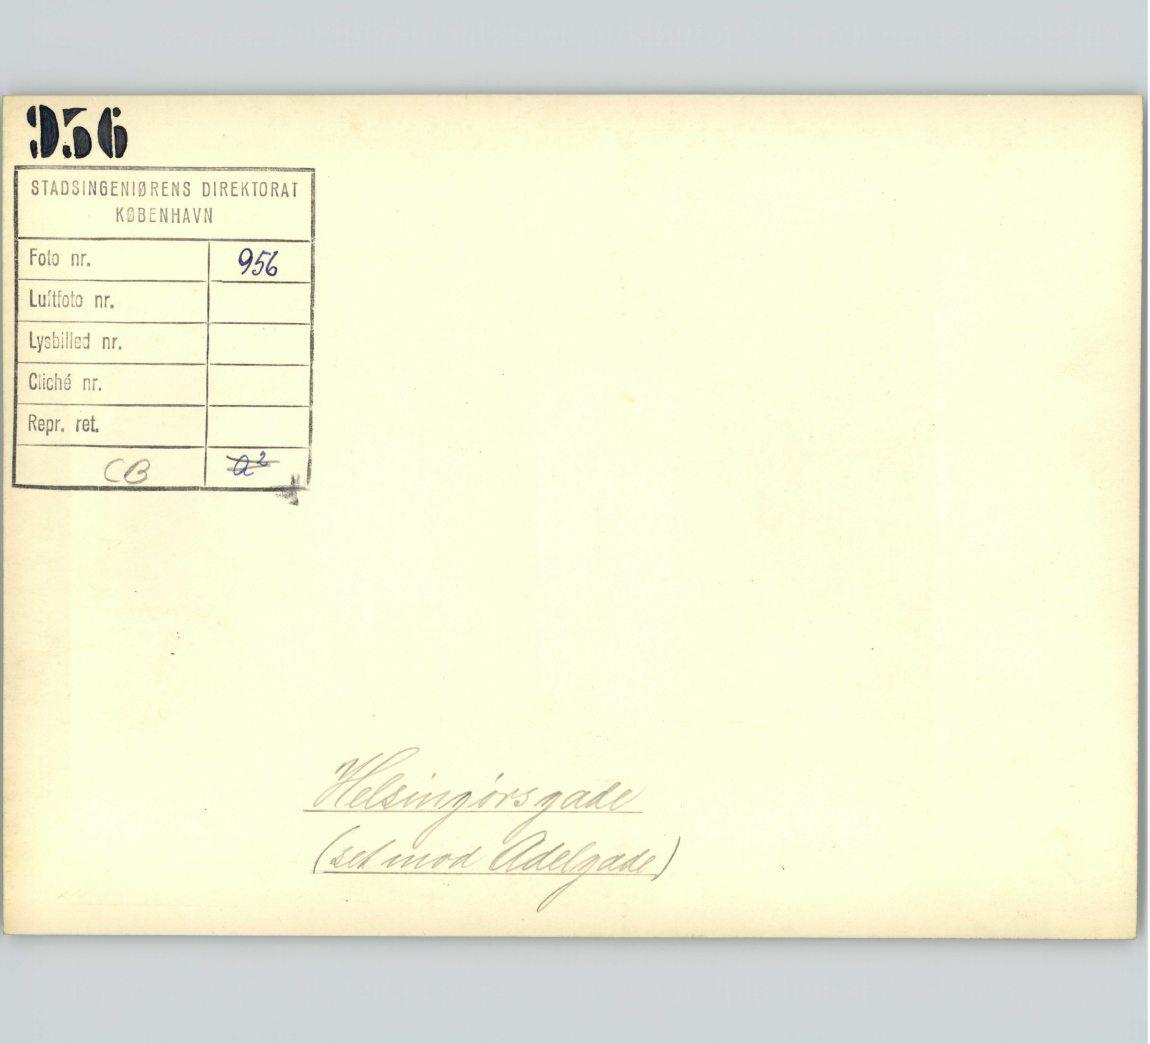 956
STADSINGENIØRENS DIREKTORAT
KØBENHAVN
Foto nr. 956
Luftfoto nr.
Lysbilled nr.
Cliché nr.
Repr. ret.
CB a²
Helsingörsgade
(set mod Adelgade)